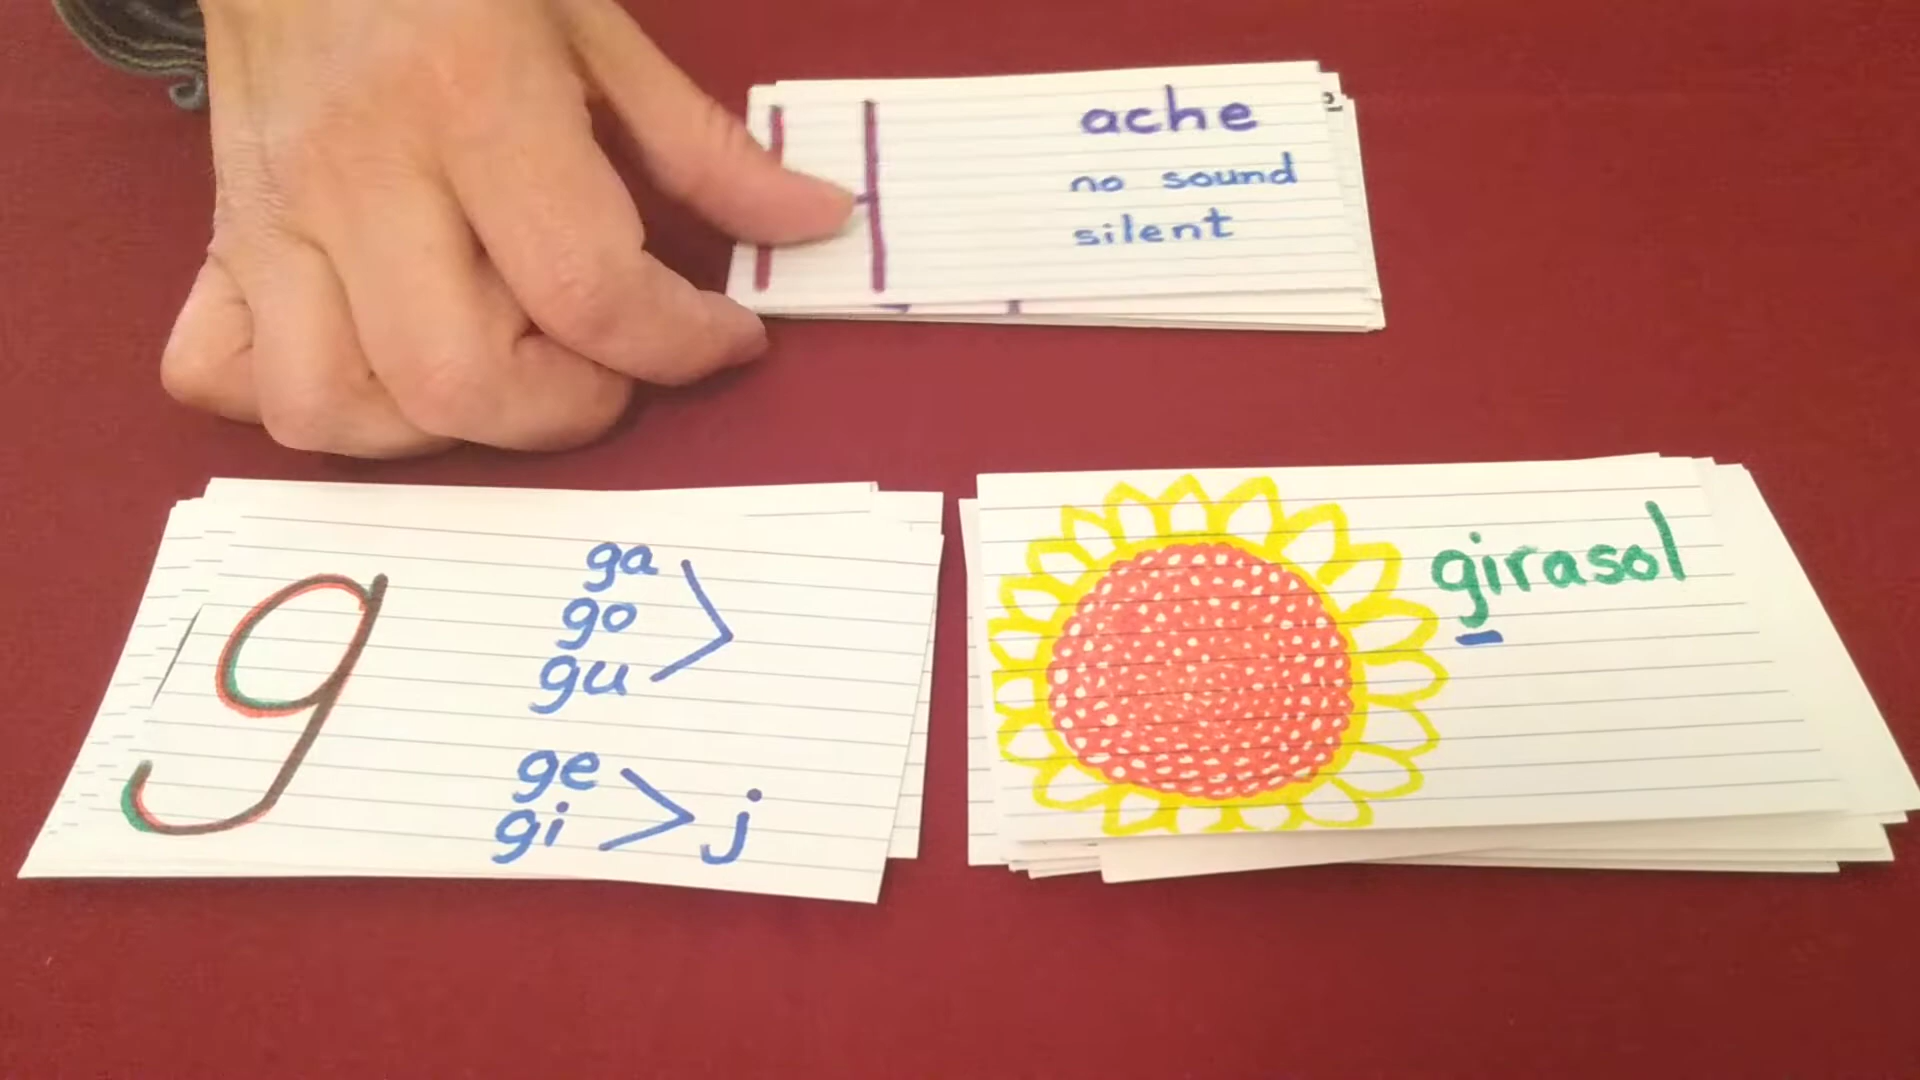 H
ache
no sound
silent
g
ga
go
gu
>
ge
gi
> j
girasol